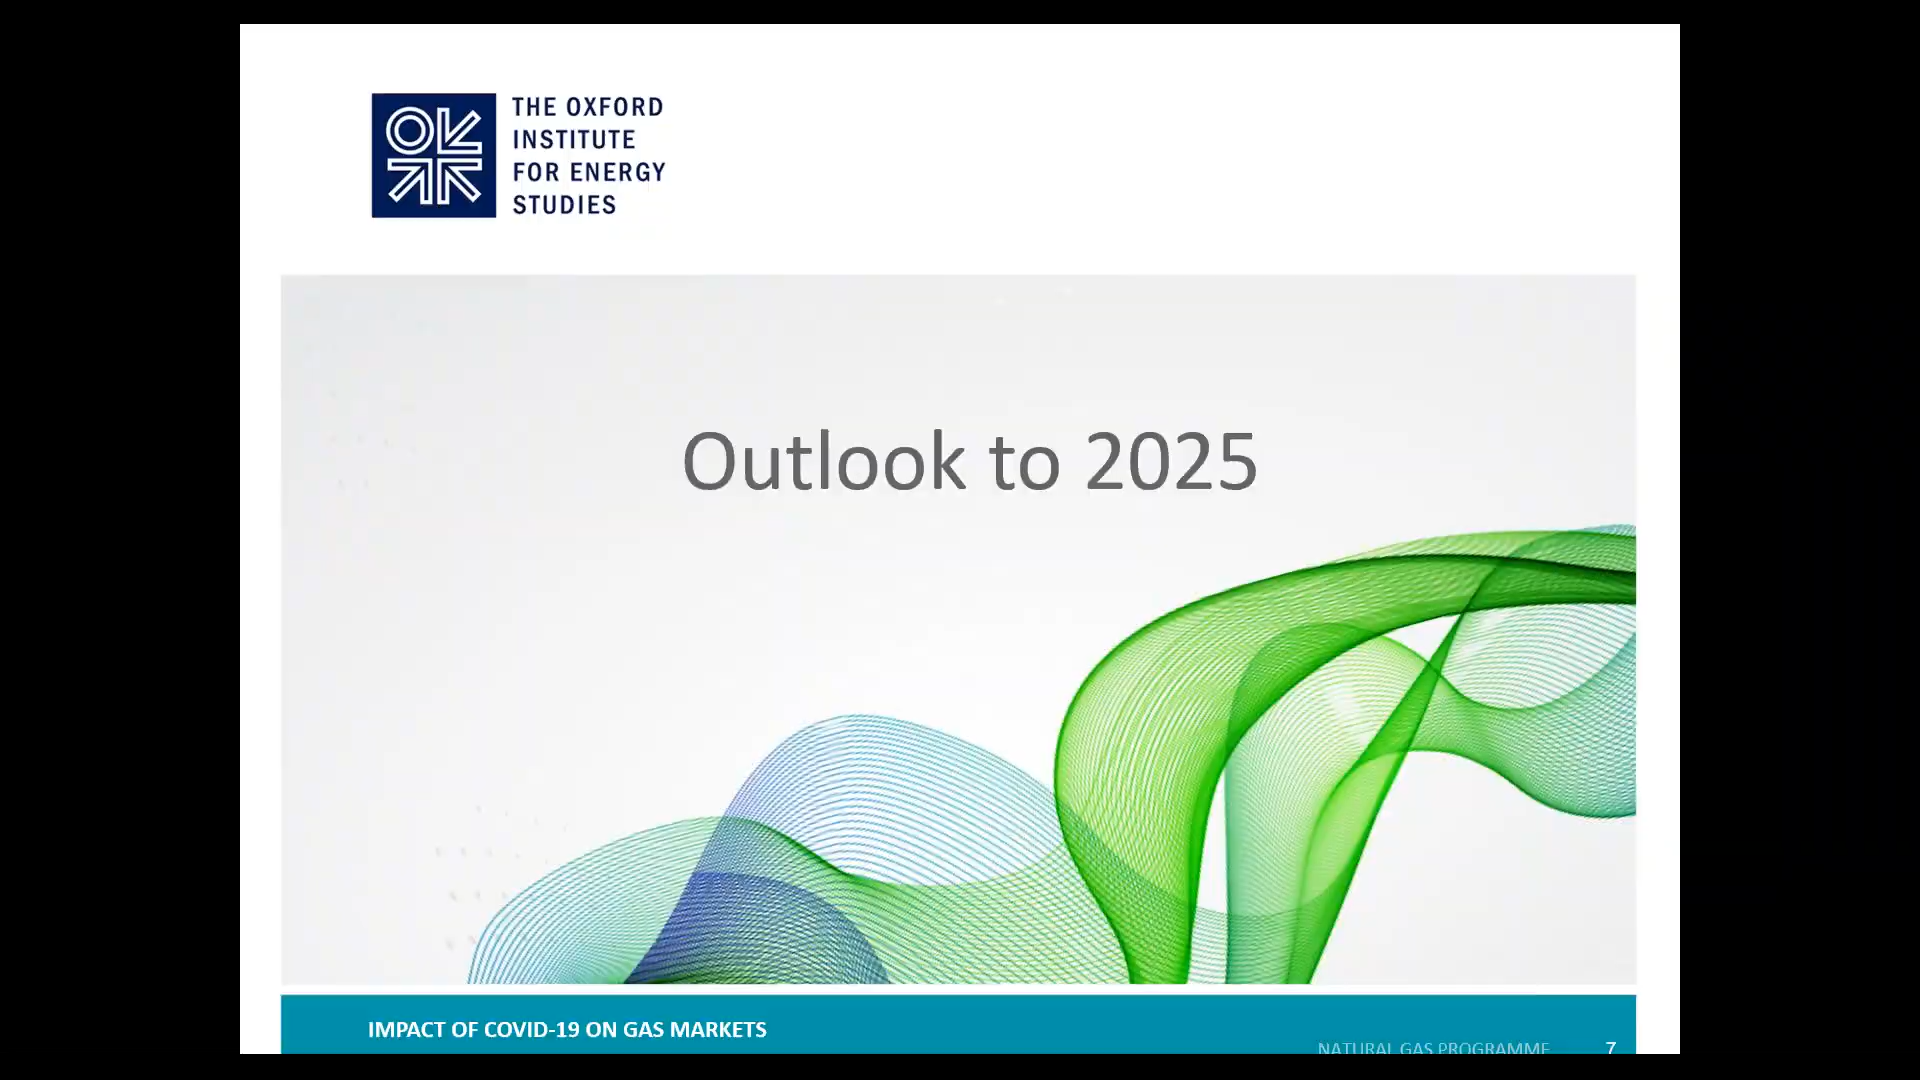 THE OXFORD
INSTITUTE
FOR ENERGY
STUDIES
Outlook to 2025
IMPACT OF COVID-19 ON GAS MARKETS
NATURAL GAS PROGRAMME 7